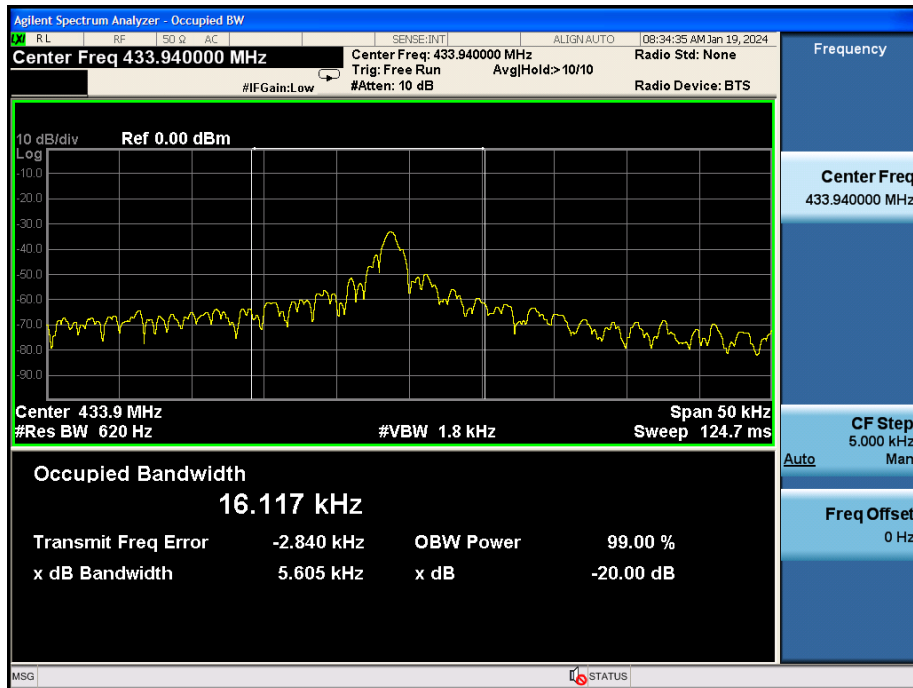 Agilent Spectrum Analyzer - Occupied BW
LXI RL RF 50 Ω AC SENSE:INT ALIGN AUTO 08:34:35 AM Jan 19, 2024
Center Freq 433.940000 MHz
Center Freq: 433.940000 MHz
Radio Std: None
Trig: Free Run
Avg|Hold:>10/10
#IFGain:Low
#Atten: 10 dB
Radio Device: BTS
10 dB/div
Ref 0.00 dBm
Log
-10.0
-20.0
-30.0
-40.0
-50.0
-60.0
-70.0
-80.0
-90.0
Center 433.9 MHz
Span 50 kHz
#Res BW 620 Hz
#VBW 1.8 kHz
Sweep 124.7 ms
Occupied Bandwidth
16.117 kHz
Transmit Freq Error -2.840 kHz
OBW Power 99.00 %
x dB Bandwidth 5.605 kHz
x dB -20.00 dB
Frequency
Center Freq
433.940000 MHz
CF Step
5.000 kHz
Auto Man
Freq Offset
0 Hz
MSG
STATUS